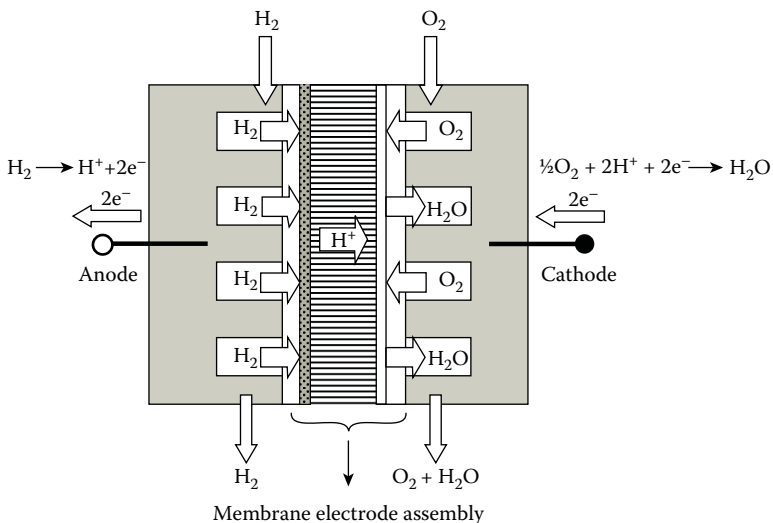 H₂ O₂
H₂ O₂
H₂ → H⁺+2e⁻ ½O₂ + 2H⁺ + 2e⁻ → H₂O
2e⁻ H₂ H₂O 2e⁻
H⁺
Anode H₂ O₂ Cathode
H₂ H₂O
H₂ O₂ + H₂O
Membrane electrode assembly